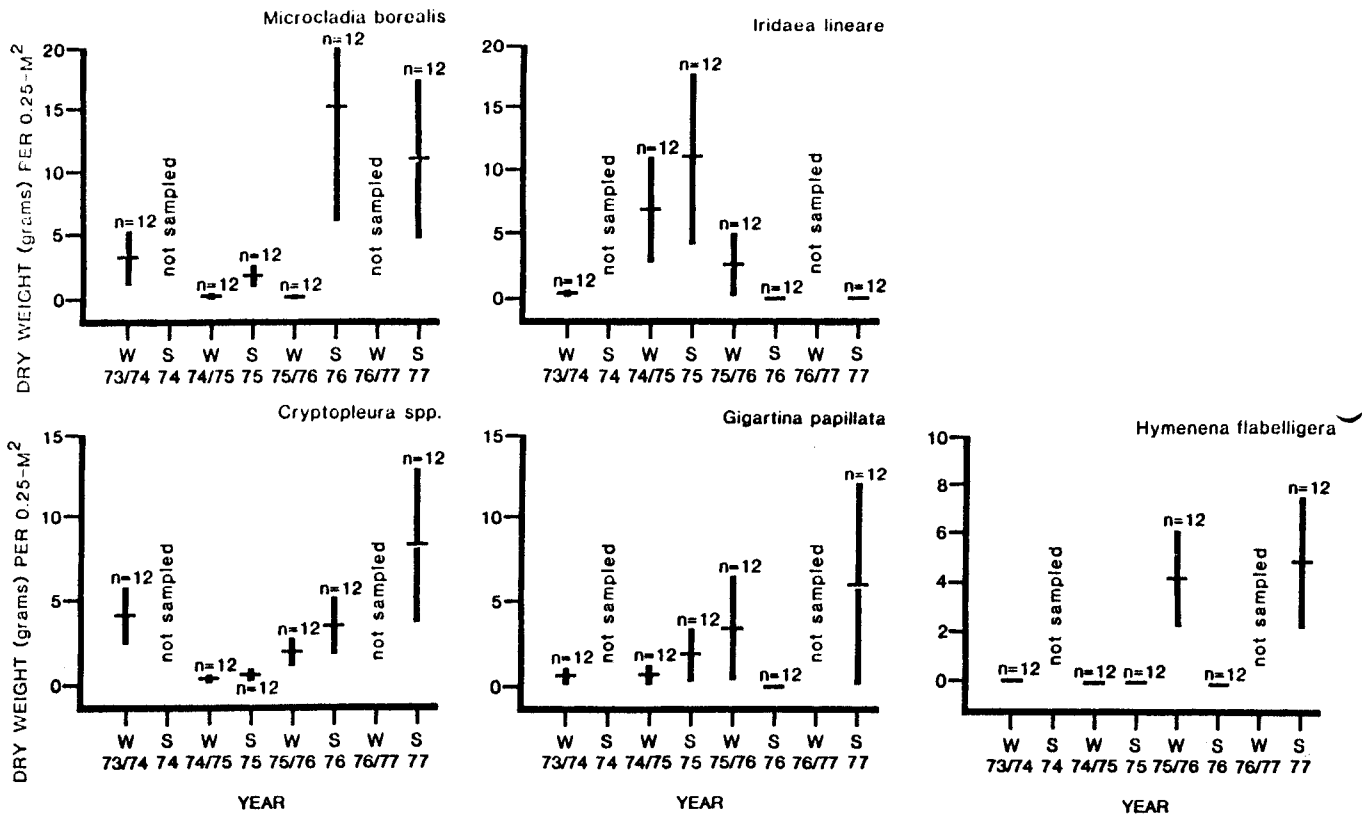 Microcladia borealis
DRY WEIGHT (grams) PER 0.25-M²
20
15
10
5
0
n=12
not sampled
n=12
n=12
n=12
n=12
not sampled
n=12
W S W S W S W S
73/74 74 74/75 75 75/76 76 76/77 77
Iridaea lineare
20
15
10
5
0
n=12
not sampled
n=12
n=12
n=12
n=12
not sampled
n=12
W S W S W S W S
73/74 74 74/75 75 75/76 76 76/77 77
Cryptopleura spp.
DRY WEIGHT (grams) PER 0.25-M²
15
10
5
0
n=12
not sampled
n=12
n=12
n=12
n=12
not sampled
n=12
W S W S W S W S
73/74 74 74/75 75 75/76 76 76/77 77
YEAR
Gigartina papillata
15
10
5
0
n=12
not sampled
n=12
n=12
n=12
n=12
not sampled
n=12
W S W S W S W S
73/74 74 74/75 75 75/76 76 76/77 77
YEAR
Hymenena flabelligera
10
8
6
4
2
0
n=12
not sampled
n=12
n=12
n=12
n=12
not sampled
n=12
W S W S W S W S
73/74 74 74/75 75 75/76 76 76/77 77
YEAR